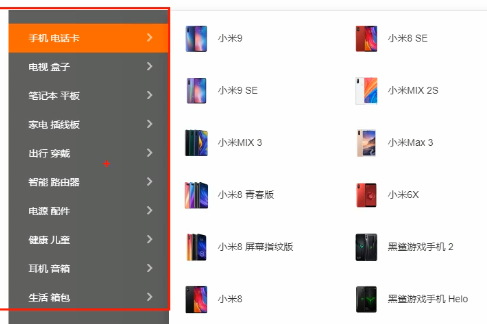 手机 电话卡
电视 盒子
笔记本 平板
家电 插线板
出行 穿戴
智能 路由器
电源 配件
健康 儿童
耳机 音箱
生活 箱包
小米9
小米8 SE
小米9 SE
小米MIX 2S
小米MIX 3
小米Max 3
小米8 青春版
小米6X
小米8 屏幕指纹版
黑鲨游戏手机 2
小米8
黑鲨游戏手机 Helo